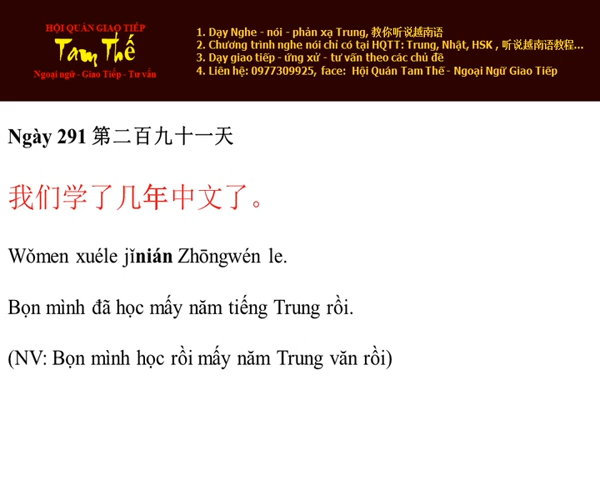 HỘI QUÁN GIAO TIẾP
Tam Thế
Ngoại ngữ - Giao Tiếp - Tư vấn
1. Dạy Nghe - nói - phản xạ Trung, 教你听说越南语
2. Chương trình nghe nói chỉ có tại HQTT: Trung, Nhật, HSK , 听说越南语教程...
3. Dạy giao tiếp - ứng xử - tư vấn theo các chủ đề
4. Liên hệ: 0977309925, face: Hội Quán Tam Thế - Ngoại Ngữ Giao Tiếp
Ngày 291 第二百九十一天
我们学了几年中文了。
Wǒmen xuéle jǐnián Zhōngwén le.
Bọn mình đã học mấy năm tiếng Trung rồi.
(NV: Bọn mình học rồi mấy năm Trung văn rồi)